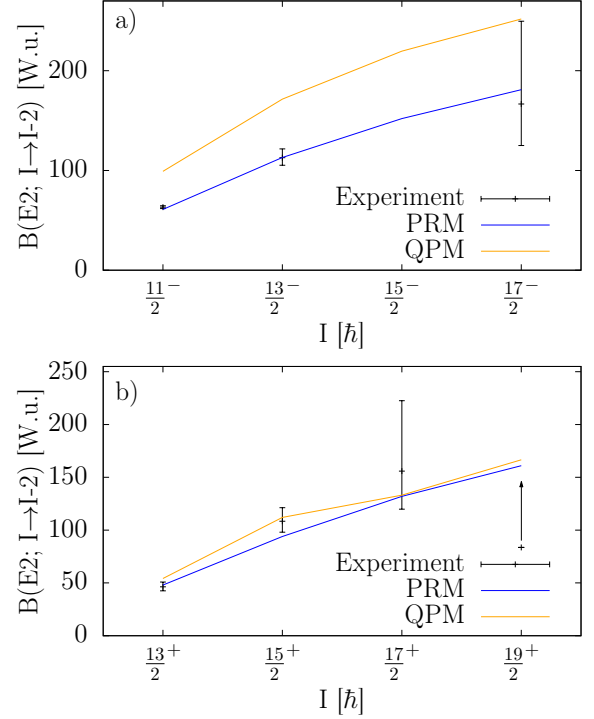 a)
200
100
0
B(E2; I→I-2) [W.u.]
Experiment
PRM
QPM
11/2⁻ 13/2⁻ 15/2⁻ 17/2⁻
I [ħ]
b)
250
200
150
100
50
0
B(E2; I→I-2) [W.u.]
Experiment
PRM
QPM
13/2⁺ 15/2⁺ 17/2⁺ 19/2⁺
I [ħ]